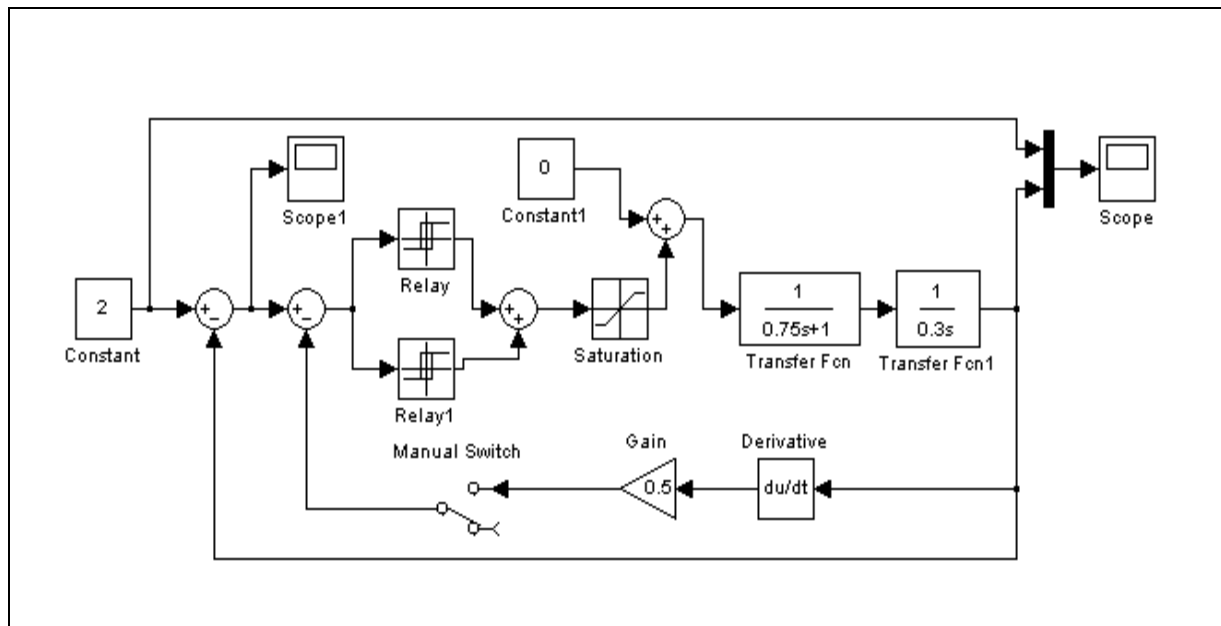 Scope1
0
Constant1
Scope
+
+
Relay
2
Constant
+
−
+
−
+
+
Saturation
1
0.75s+1
Transfer Fcn
1
0.3s
Transfer Fcn1
Relay1
Manual Switch
Gain
0.5
Derivative
du/dt